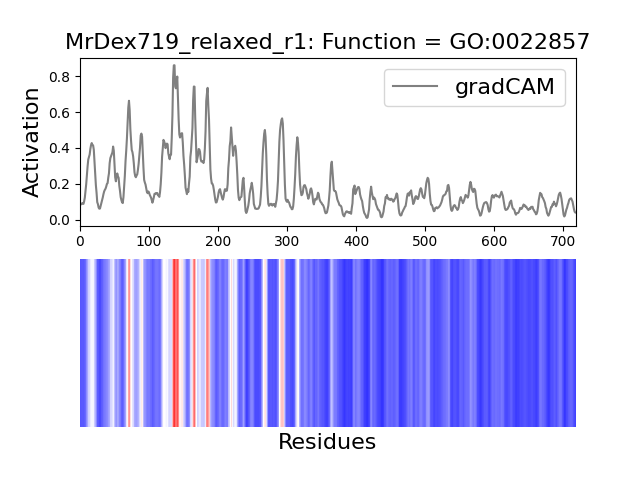 MrDex719_relaxed_r1: Function = GO:0022857
Activation
0.8
0.6
0.4
0.2
0.0
gradCAM
0 100 200 300 400 500 600 700
Residues